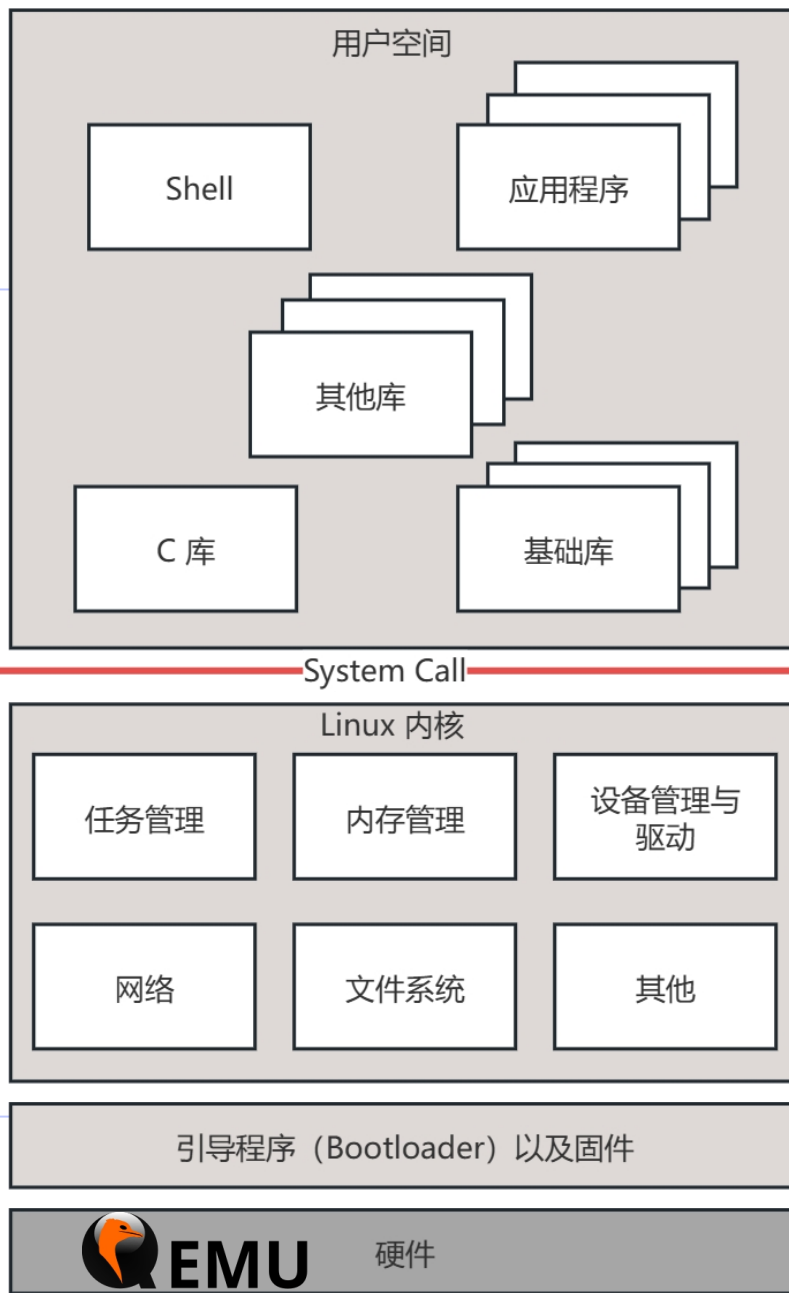 用户空间
Shell
应用程序
其他库
C 库
基础库
System Call
Linux 内核
任务管理
内存管理
设备管理与
驱动
网络
文件系统
其他
引导程序（Bootloader）以及固件
QEMU
硬件